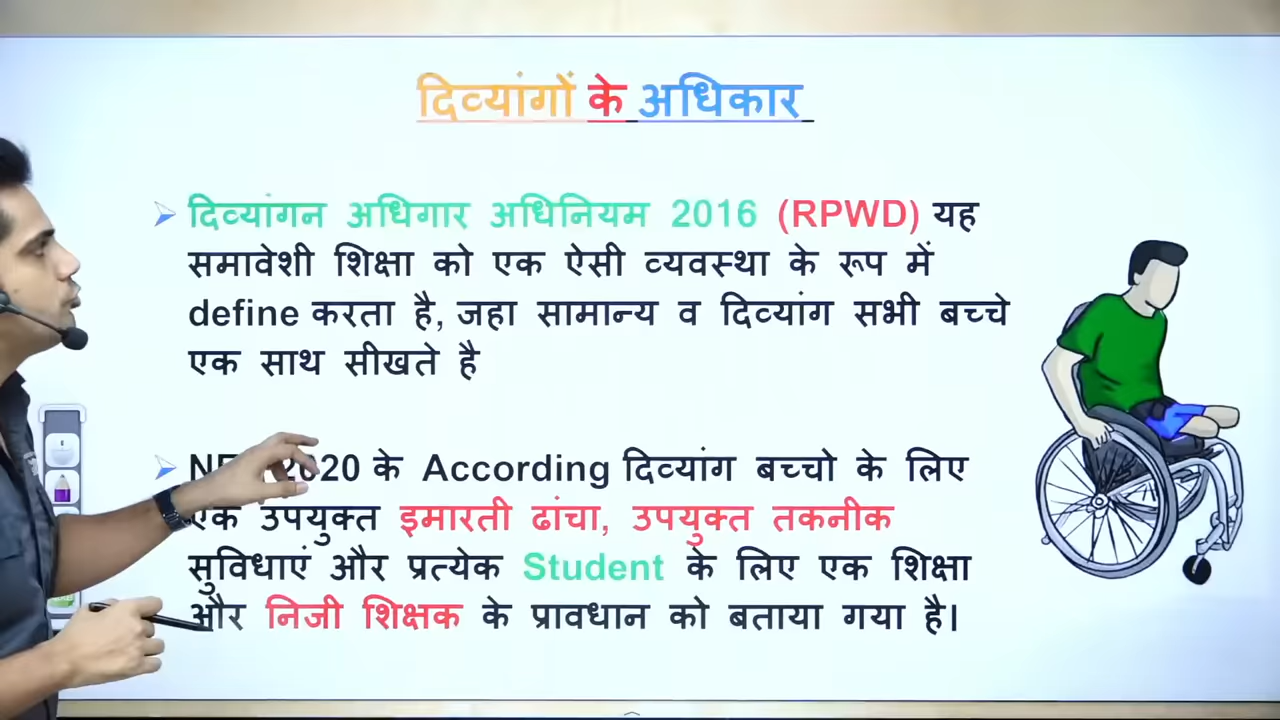 दिव्यांगों के अधिकार
दिव्यांगन अधिगार अधिनियम 2016 (RPWD) यह
समावेशी शिक्षा को एक ऐसी व्यवस्था के रूप में
define करता है, जहा सामान्य व दिव्यांग सभी बच्चे
एक साथ सीखते है
के According दिव्यांग बच्चो के लिए
एक उपयुक्त इमारती ढांचा, उपयुक्त तकनीक
सुविधाएं और प्रत्येक Student के लिए एक शिक्षा
और निजी शिक्षक के प्रावधान को बताया गया है।